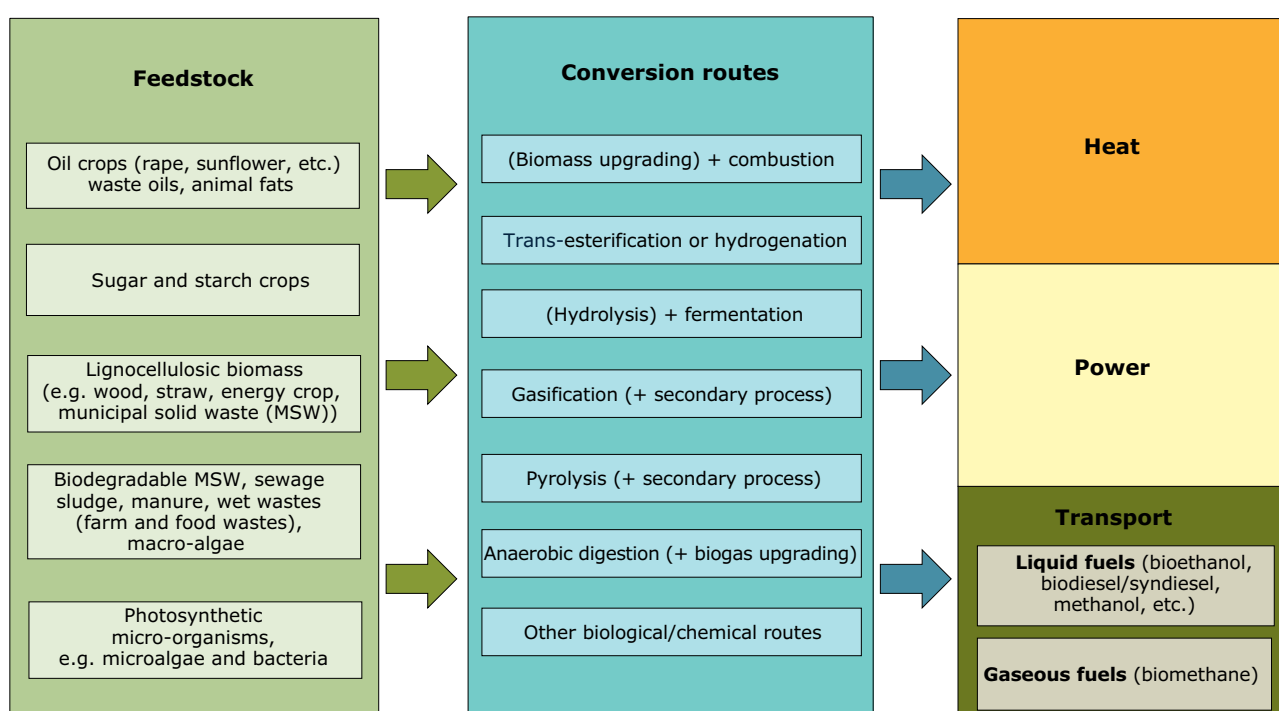 Feedstock
Oil crops (rape, sunflower, etc.)
waste oils, animal fats
Sugar and starch crops
Lignocellulosic biomass
(e.g. wood, straw, energy crop,
municipal solid waste (MSW))
Biodegradable MSW, sewage
sludge, manure, wet wastes
(farm and food wastes),
macro-algae
Photosynthetic
micro-organisms,
e.g. microalgae and bacteria
Conversion routes
(Biomass upgrading) + combustion
Trans-esterification or hydrogenation
(Hydrolysis) + fermentation
Gasification (+ secondary process)
Pyrolysis (+ secondary process)
Anaerobic digestion (+ biogas upgrading)
Other biological/chemical routes
Heat
Power
Transport
Liquid fuels (bioethanol,
biodiesel/syndiesel,
methanol, etc.)
Gaseous fuels (biomethane)